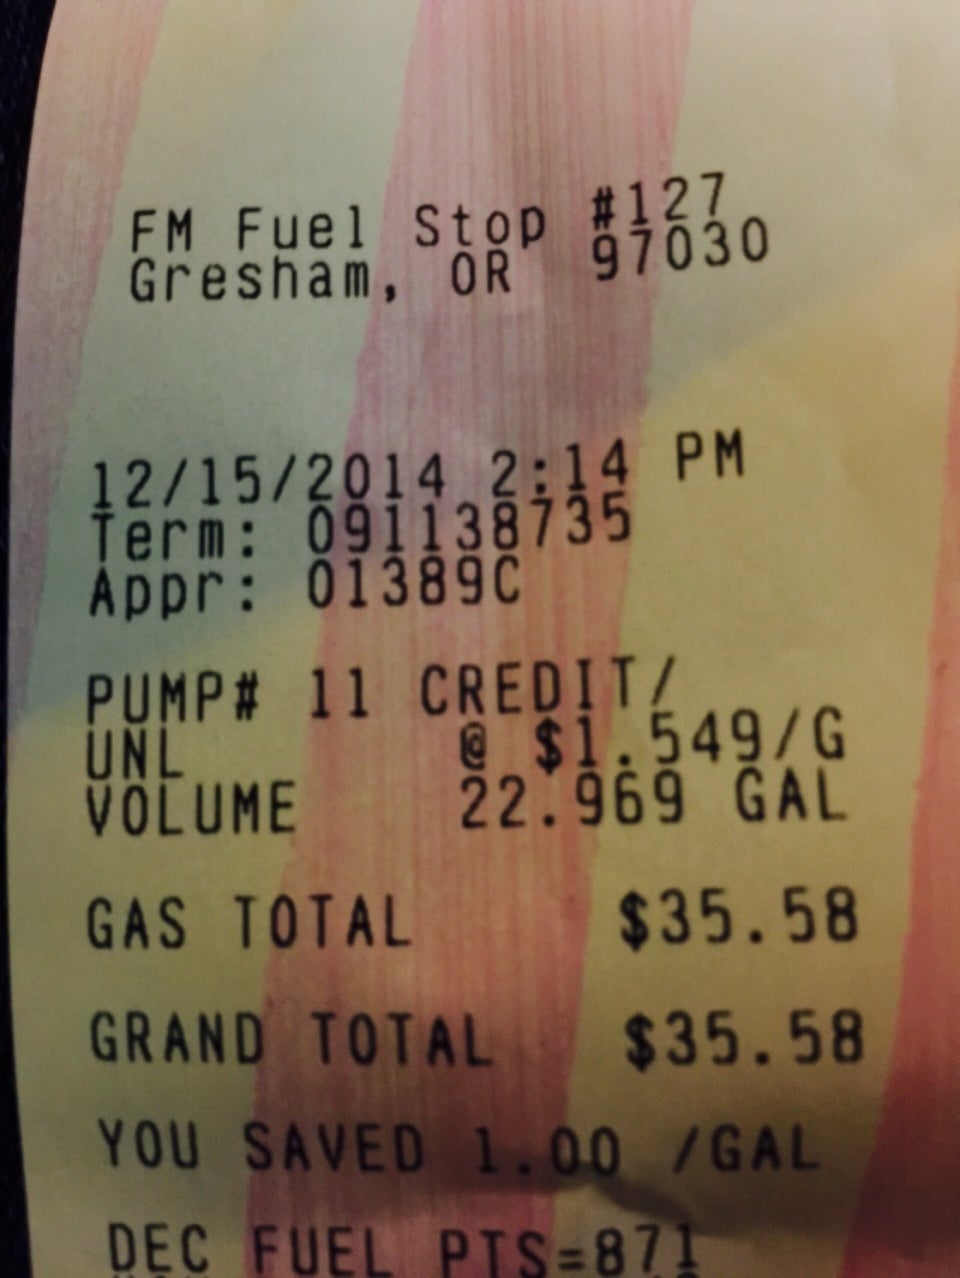 FM Fuel Stop #127
Gresham, OR 97030
12/15/2014 2:14 PM
Term: 091138735
Appr: 01389C
PUMP# 11 CREDIT/
UNL @ $1.549/G
VOLUME 22.969 GAL
GAS TOTAL $35.58
GRAND TOTAL $35.58
YOU SAVED 1.00 /GAL
DEC FUEL PTS=871